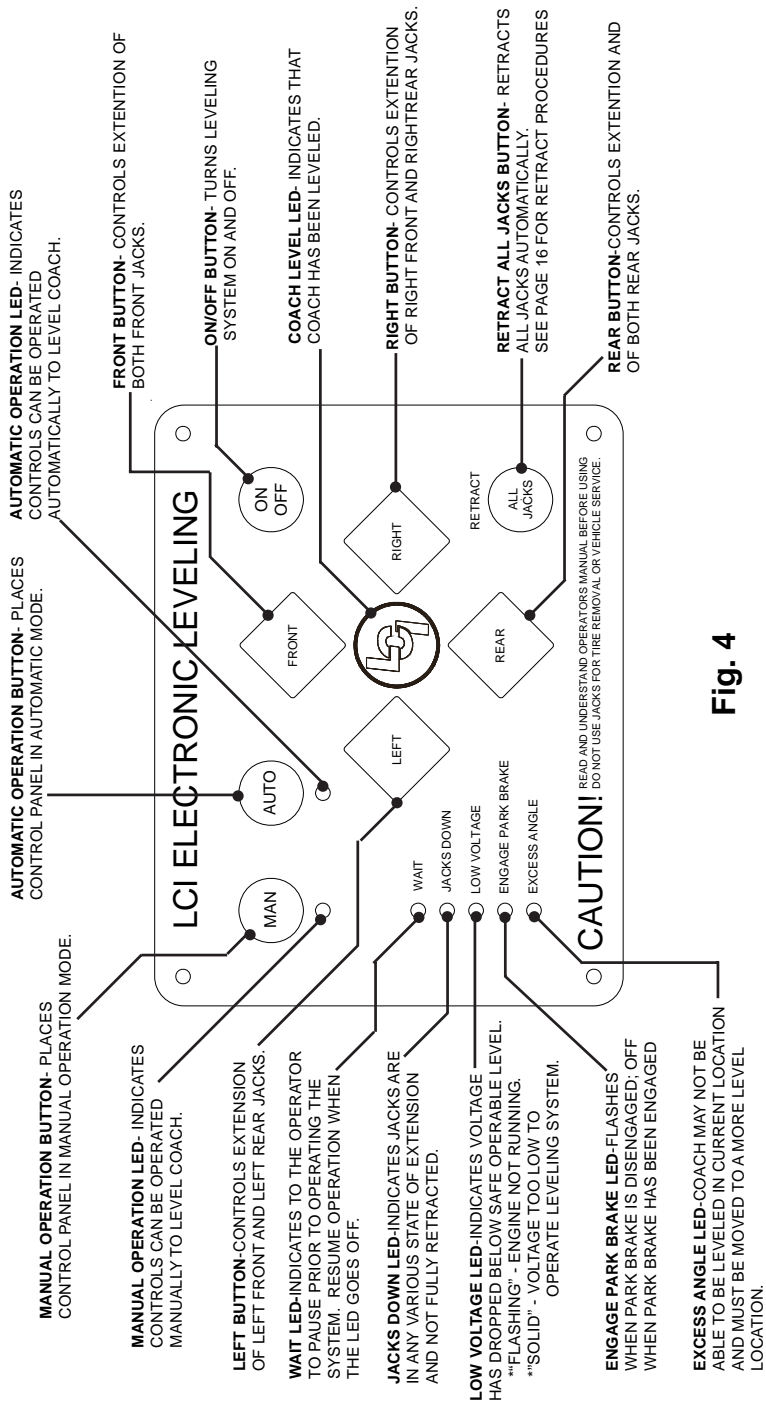 MANUAL OPERATION BUTTON- PLACES
CONTROL PANEL IN MANUAL OPERATION MODE.
AUTOMATIC OPERATION BUTTON- PLACES
CONTROL PANEL IN AUTOMATIC MODE.
AUTOMATIC OPERATION LED- INDICATES
CONTROLS CAN BE OPERATED
AUTOMATICALLY TO LEVEL COACH.
MANUAL OPERATION LED- INDICATES
CONTROLS CAN BE OPERATED
MANUALLY TO LEVEL COACH.
LEFT BUTTON-CONTROLS EXTENSION
OF LEFT FRONT AND LEFT REAR JACKS.
WAIT LED-INDICATES TO THE OPERATOR
TO PAUSE PRIOR TO OPERATING THE
SYSTEM. RESUME OPERATION WHEN
THE LED GOES OFF.
JACKS DOWN LED-INDICATES JACKS ARE
IN ANY VARIOUS STATE OF EXTENSION
AND NOT FULLY RETRACTED.
LOW VOLTAGE LED-INDICATES VOLTAGE
HAS DROPPED BELOW SAFE OPERABLE LEVEL.
*"FLASHING" - ENGINE NOT RUNNING.
*"SOLID" - VOLTAGE TOO LOW TO
OPERATE LEVELING SYSTEM.
ENGAGE PARK BRAKE LED-FLASHES
WHEN PARK BRAKE IS DISENGAGED; OFF
WHEN PARK BRAKE HAS BEEN ENGAGED
EXCESS ANGLE LED-COACH MAY NOT BE
ABLE TO BE LEVELED IN CURRENT LOCATION
AND MUST BE MOVED TO A MORE LEVEL
LOCATION.
LCI ELECTRONIC LEVELING
MAN
AUTO
FRONT
ON
OFF
LEFT
RIGHT
REAR
RETRACT
ALL
JACKS
WAIT
JACKS DOWN
LOW VOLTAGE
ENGAGE PARK BRAKE
EXCESS ANGLE
CAUTION!
READ AND UNDERSTAND OPERATORS MANUAL BEFORE USING
DO NOT USE JACKS FOR TIRE REMOVAL OR VEHICLE SERVICE.
FRONT BUTTON- CONTROLS EXTENTION OF
BOTH FRONT JACKS.
ON/OFF BUTTON- TURNS LEVELING
SYSTEM ON AND OFF.
COACH LEVEL LED- INDICATES THAT
COACH HAS BEEN LEVELED.
RIGHT BUTTON- CONTROLS EXTENTION
OF RIGHT FRONT AND RIGHTREAR JACKS.
RETRACT ALL JACKS BUTTON- RETRACTS
ALL JACKS AUTOMATICALLY.
SEE PAGE 16 FOR RETRACT PROCEDURES
REAR BUTTON-CONTROLS EXTENTION AND
OF BOTH REAR JACKS.
Fig. 4